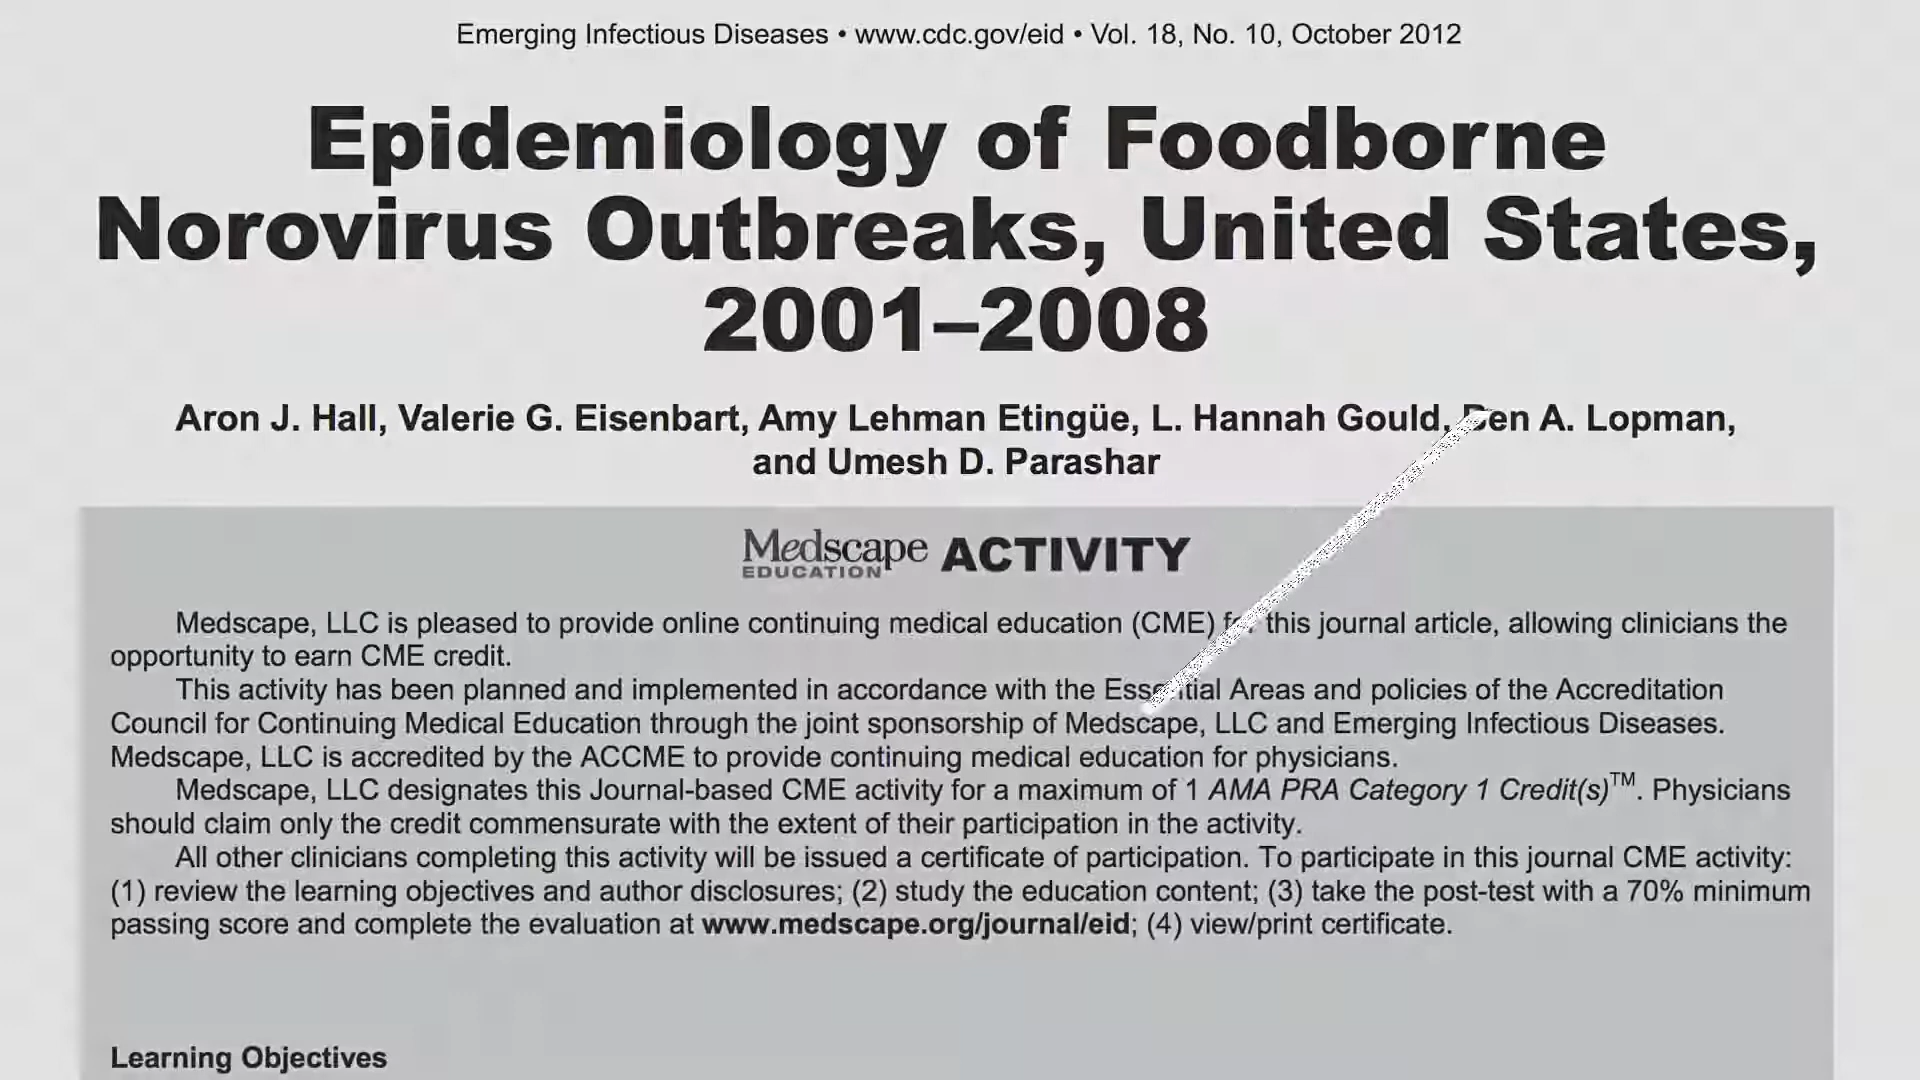 Emerging Infectious Diseases • www.cdc.gov/eid • Vol. 18, No. 10, October 2012
Epidemiology of Foodborne
Norovirus Outbreaks, United States,
2001–2008
Aron J. Hall, Valerie G. Eisenbart, Amy Lehman Etingüe, L. Hannah Gould, Ben A. Lopman,
and Umesh D. Parashar
Medscape ACTIVITY
EDUCATION
Medscape, LLC is pleased to provide online continuing medical education (CME) for this journal article, allowing clinicians the
opportunity to earn CME credit.
This activity has been planned and implemented in accordance with the Essential Areas and policies of the Accreditation
Council for Continuing Medical Education through the joint sponsorship of Medscape, LLC and Emerging Infectious Diseases.
Medscape, LLC is accredited by the ACCME to provide continuing medical education for physicians.
Medscape, LLC designates this Journal-based CME activity for a maximum of 1 AMA PRA Category 1 Credit(s)™. Physicians
should claim only the credit commensurate with the extent of their participation in the activity.
All other clinicians completing this activity will be issued a certificate of participation. To participate in this journal CME activity:
(1) review the learning objectives and author disclosures; (2) study the education content; (3) take the post-test with a 70% minimum
passing score and complete the evaluation at www.medscape.org/journal/eid; (4) view/print certificate.
Learning Objectives